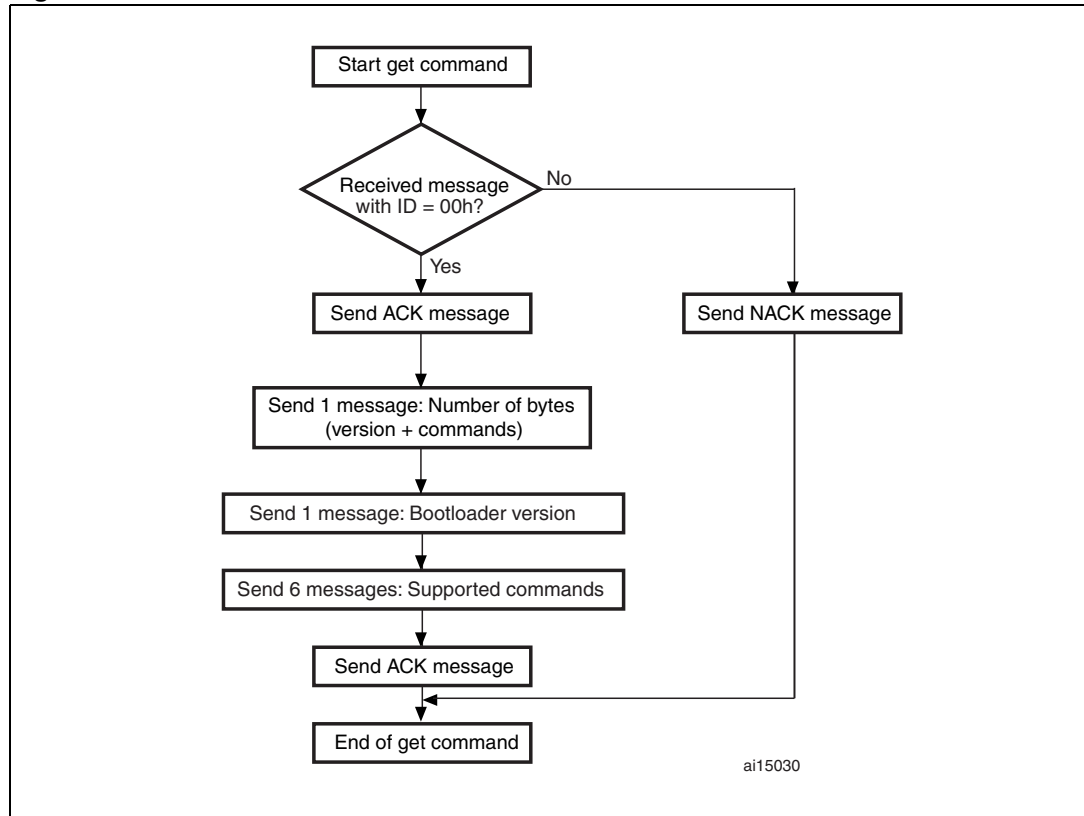 Start get command
Received message
with ID = 00h?
No
Yes
Send ACK message
Send NACK message
Send 1 message: Number of bytes
(version + commands)
Send 1 message: Bootloader version
Send 6 messages: Supported commands
Send ACK message
End of get command
ai15030